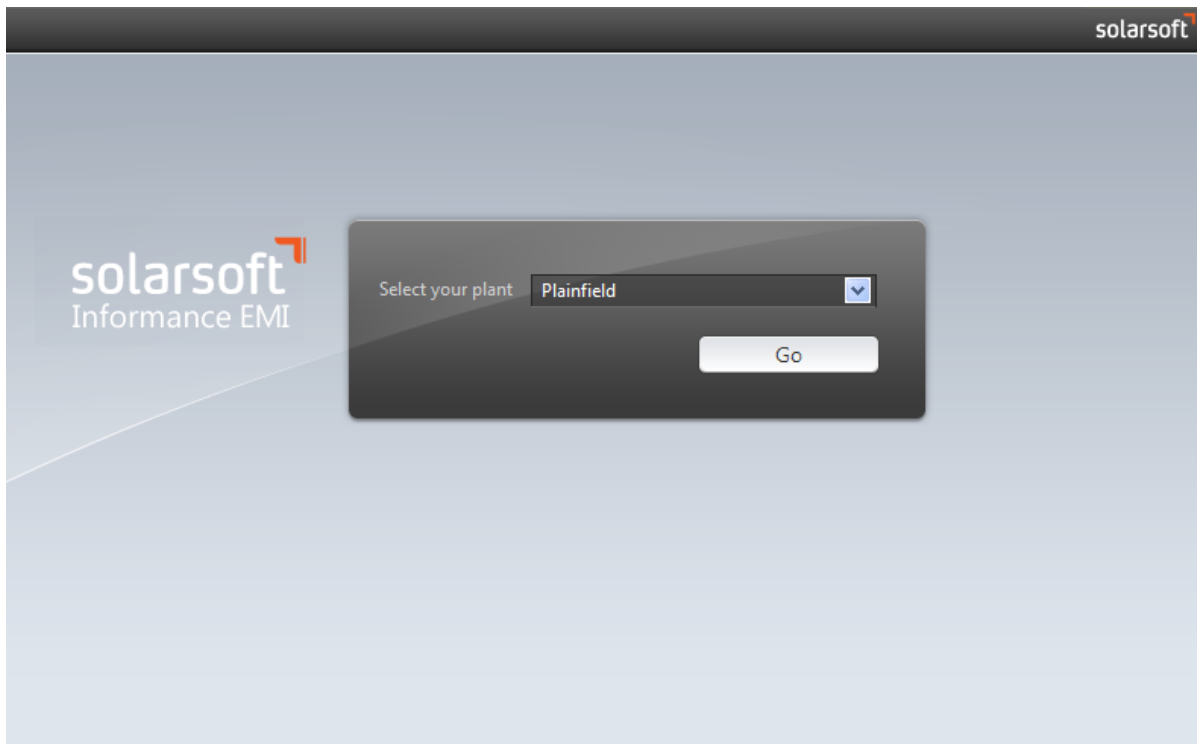 solarsoft
solarsoft
Informance EMI
Select your plant
Plainfield
Go